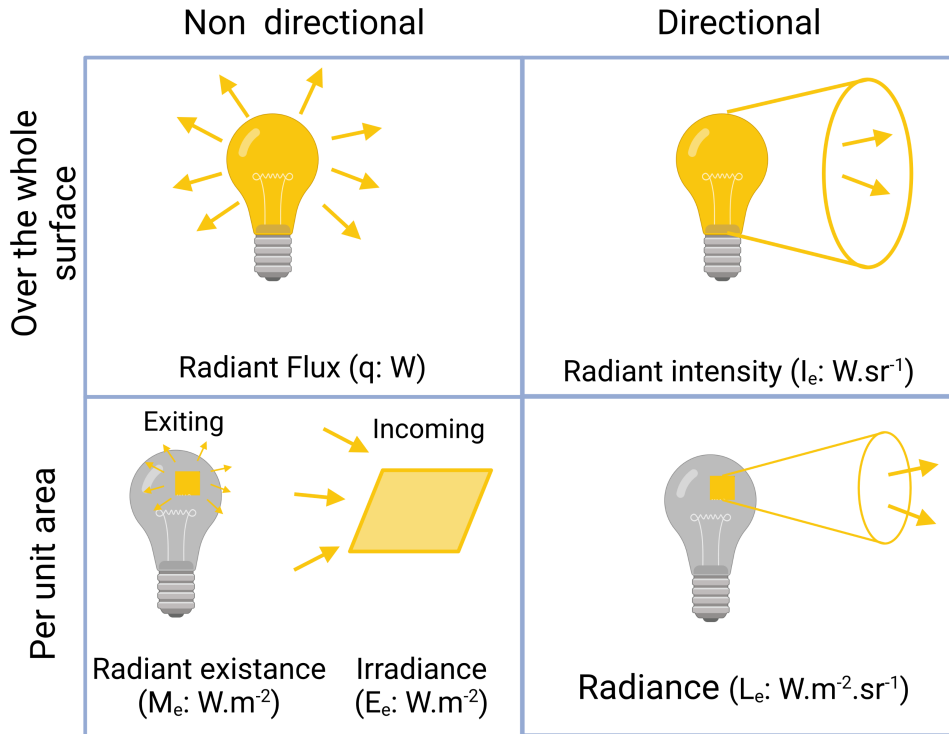 Non directional
Directional
Over the whole
surface
Radiant Flux (q: W)
Radiant intensity (Iₑ: W.sr⁻¹)
Per unit area
Exiting
Incoming
Radiant existance
(Mₑ: W.m⁻²)
Irradiance
(Eₑ: W.m⁻²)
Radiance (Lₑ: W.m⁻².sr⁻¹)